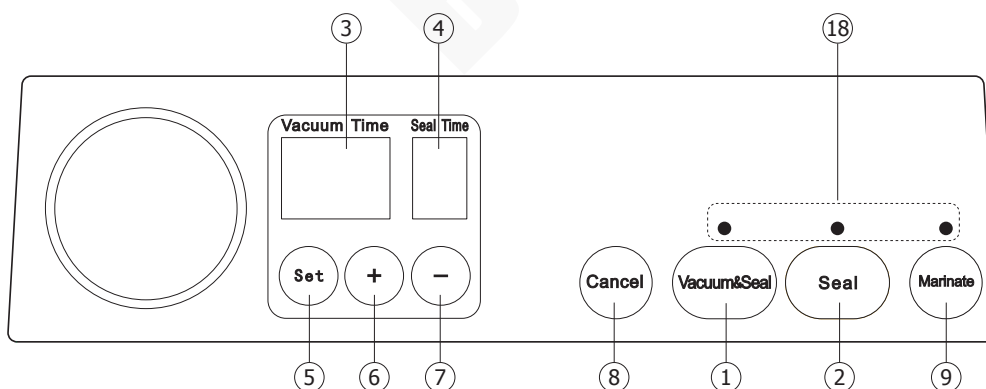 ③ ④ ⑱
Vacuum Time Seal Time
Set + −
Cancel Vacuum&Seal Seal Marinate
⑤ ⑥ ⑦ ⑧ ① ② ⑨